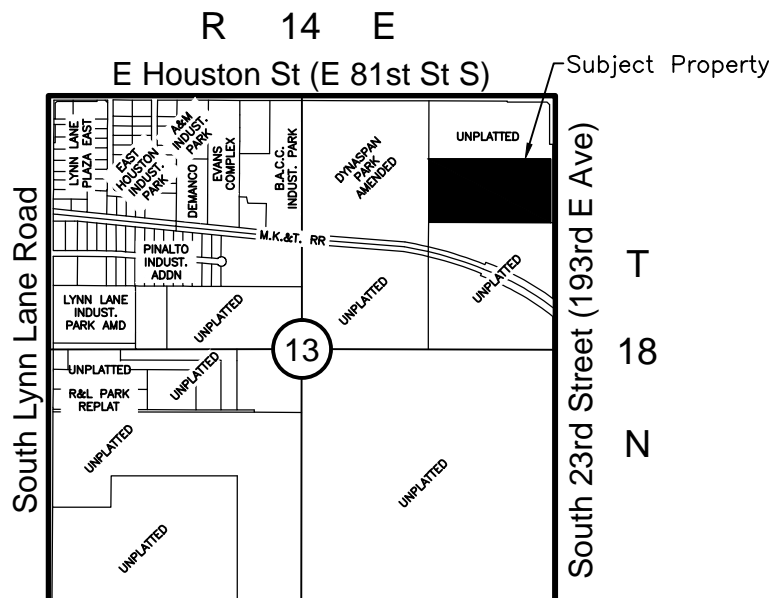 R 14 E
E Houston St (E 81st St S)
Subject Property
UNPLATTED
LYNN LANE
PLAZA EAST
EAST
HOUSTON
INDUST.
PARK
A&M
INDUST.
PARK
DEMANCO
EVANS
COMPLEX
B.A.C.C.
INDUST. PARK
DYNASPAN
PARK
AMENDED
M.K.&T. RR
PINALTO
INDUST.
ADDN
UNPLATTED
LYNN LANE
INDUST.
PARK AMD
UNPLATTED
UNPLATTED
13
UNPLATTED
R&L PARK
REPLAT
UNPLATTED
UNPLATTED
UNPLATTED
UNPLATTED
South Lynn Lane Road
South 23rd Street (193rd E Ave)
T
18
N